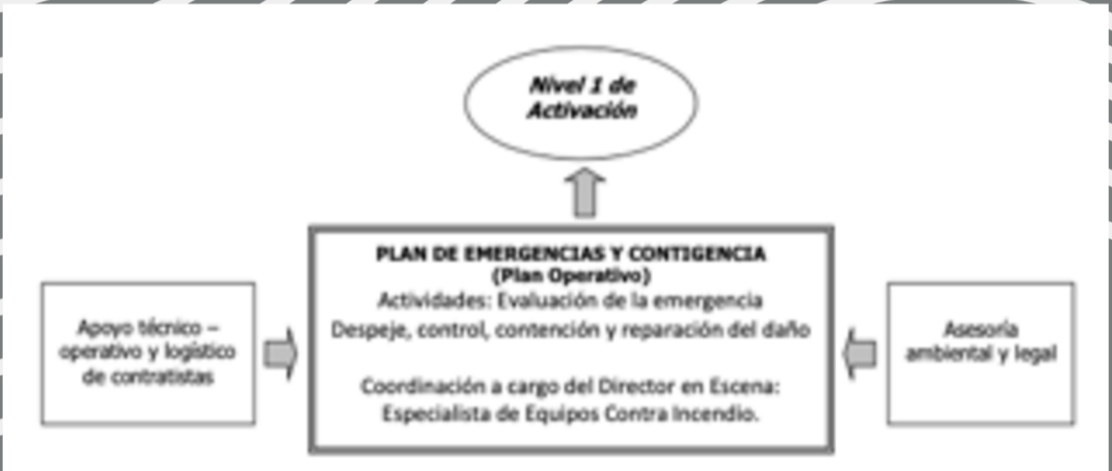 Nivel 1 de
Activación
PLAN DE EMERGENCIAS Y CONTIGENCIA
(Plan Operativo)
Actividades: Evaluación de la emergencia
Despeje, control, contención y reparación del daño
Coordinación a cargo del Director en Escena:
Especialista de Equipos Contra Incendio.
Apoyo técnico –
operativo y logístico
de contratistas
Asesoría
ambiental y legal